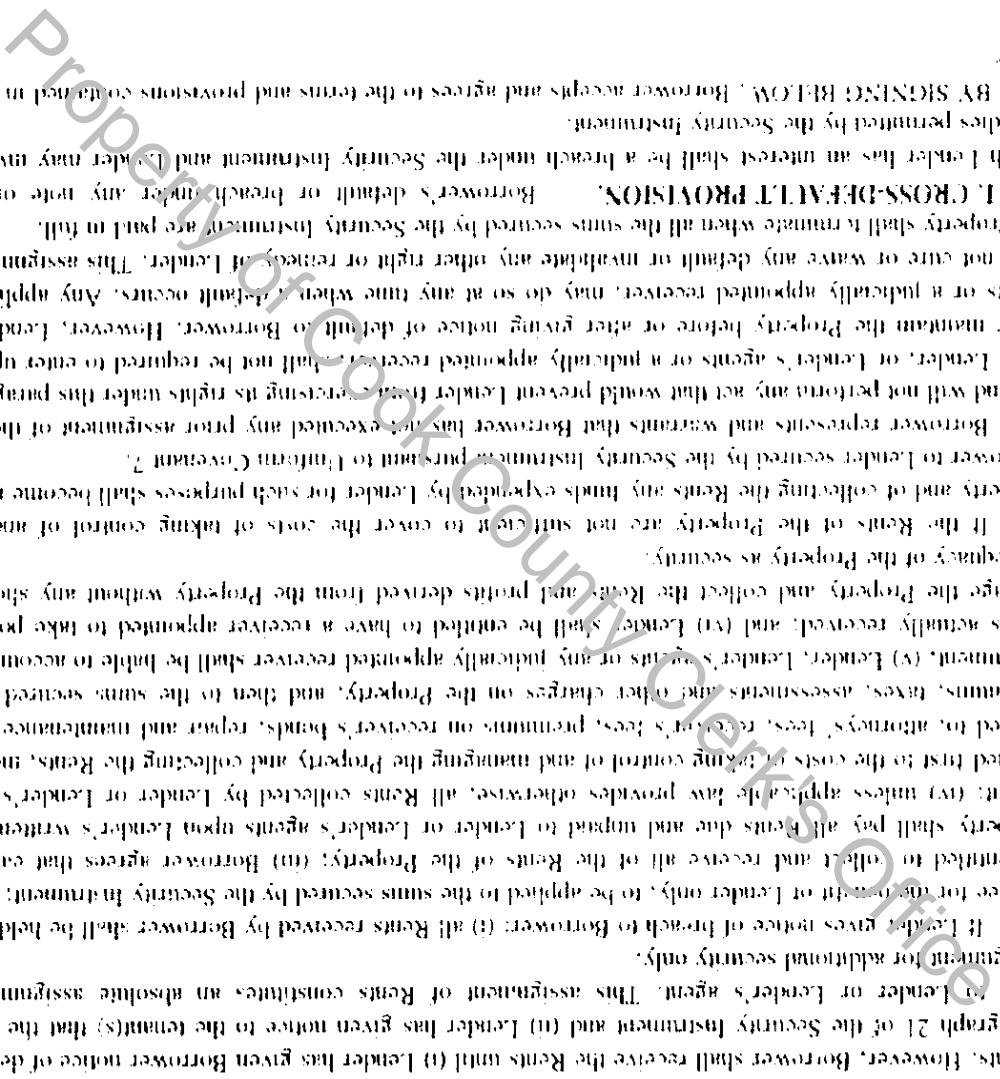 ts. However, Borrower shall receive the Rents until (i) Lender has given Borrower notice of de
graph 21 of the Security Instrument and (ii) Lender has given notice to the tenant(s) that the
to Lender or Lender's agent. This assignment of Rents constitutes an absolute assignm
gnment for additional security only.
If Lender gives notice of breach to Borrower: (i) all Rents received by Borrower shall be held
ee for the benefit of Lender only, to be applied to the sums secured by the Security Instrument;
entitled to collect and receive all of the Rents of the Property; (iii) Borrower agrees that ea
perty shall pay all Rents due and unpaid to Lender or Lender's agents upon Lender's written
nt; (iv) unless applicable law provides otherwise, all Rents collected by Lender or Lender's
lied first to the costs of taking control of and managing the Property and collecting the Rents, in
ted to, attorneys' fees, receiver's fees, premiums on receiver's bonds, repair and maintenance
miums, taxes, assessments and other charges on the Property, and then to the sums secured
rument, (v) Lender, Lender's agents or any judicially appointed receiver shall be liable to accoun
s actually received; and (vi) Lender shall be entitled to have a receiver appointed to take po
age the Property and collect the Rents and profits derived from the Property without any sho
equacy of the Property as security.
If the Rents of the Property are not sufficient to cover the costs of taking control of and
perty and of collecting the Rents any funds expended by Lender for such purposes shall become
rower to Lender secured by the Security Instrument pursuant to Uniform Covenant 7.
Borrower represents and warrants that Borrower has not executed any prior assignment of the
and will not perform any act that would prevent Lender from exercising its rights under this parag
Lender, or Lender's agents or a judicially appointed receiver, shall not be required to enter u
maintain the Property before or after giving notice of default to Borrower. However, Lend
ts or a judicially appointed receiver, may do so at any time when a default occurs. Any appli
not cure or waive any default or invalidate any other right or remedy of Lender. This assignm
Property shall terminate when all the sums secured by the Security Instrument are paid in full.
I. CROSS-DEFAULT PROVISION. Borrower's default or breach under any note or
h Lender has an interest shall be a breach under the Security Instrument and Lender may inv
dies permitted by the Security Instrument.
BY SIGNING BELOW, Borrower accepts and agrees to the terms and provisions contained in
Property of Cook County Clerk's Office